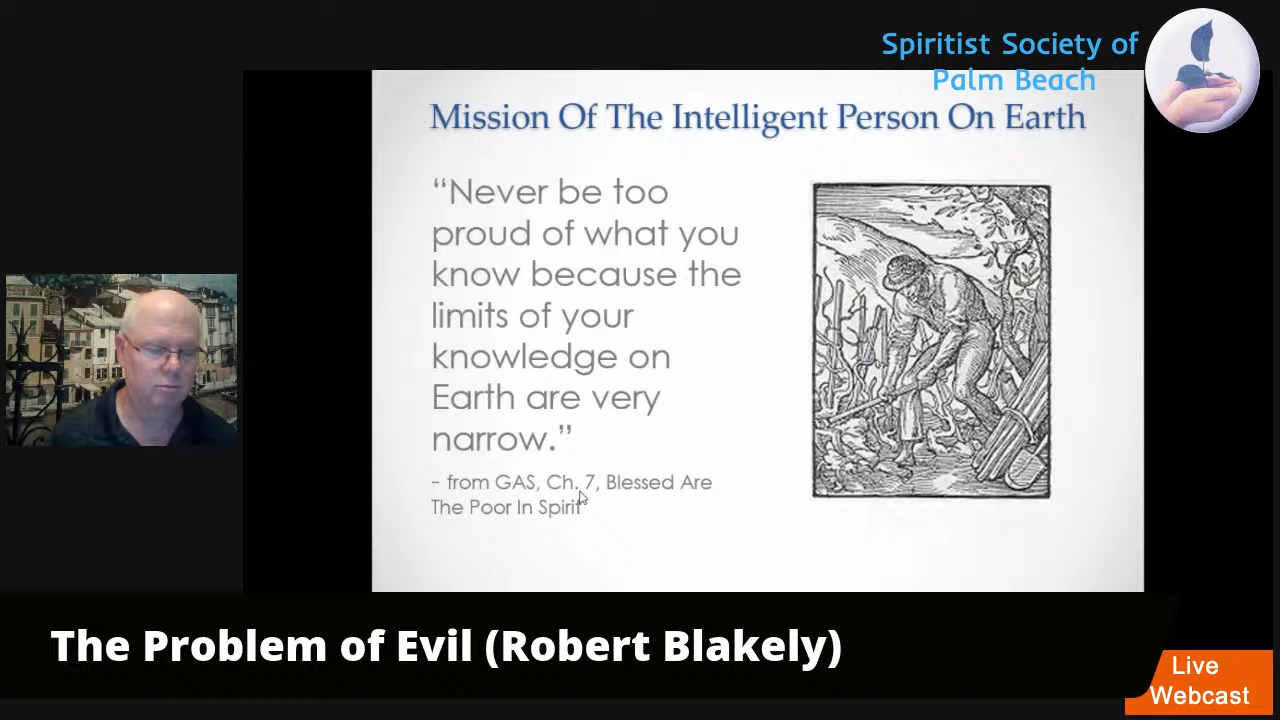 Spiritist Society of
Palm Beach
Mission Of The Intelligent Person On Earth
“Never be too
proud of what you
know because the
limits of your
knowledge on
Earth are very
narrow.”
- from GAS, Ch. 7, Blessed Are
The Poor In Spirit
The Problem of Evil (Robert Blakely)
Live
Webcast